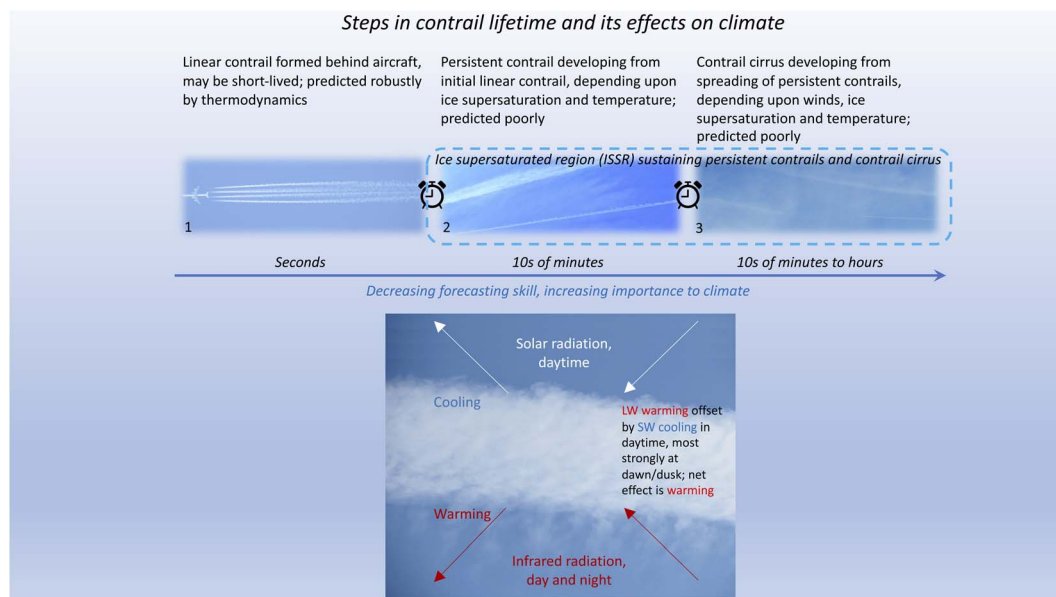 Steps in contrail lifetime and its effects on climate
Linear contrail formed behind aircraft,
may be short-lived; predicted robustly
by thermodynamics
Persistent contrail developing from
initial linear contrail, depending upon
ice supersaturation and temperature;
predicted poorly
Contrail cirrus developing from
spreading of persistent contrails,
depending upon winds, ice
supersaturation and temperature;
predicted poorly
Ice supersaturated region (ISSR) sustaining persistent contrails and contrail cirrus
1
2
3
Seconds
10s of minutes
10s of minutes to hours
Decreasing forecasting skill, increasing importance to climate
Solar radiation,
daytime
Cooling
LW warming offset
by SW cooling in
daytime, most
strongly at
dawn/dusk; net
effect is warming
Warming
Infrared radiation,
day and night